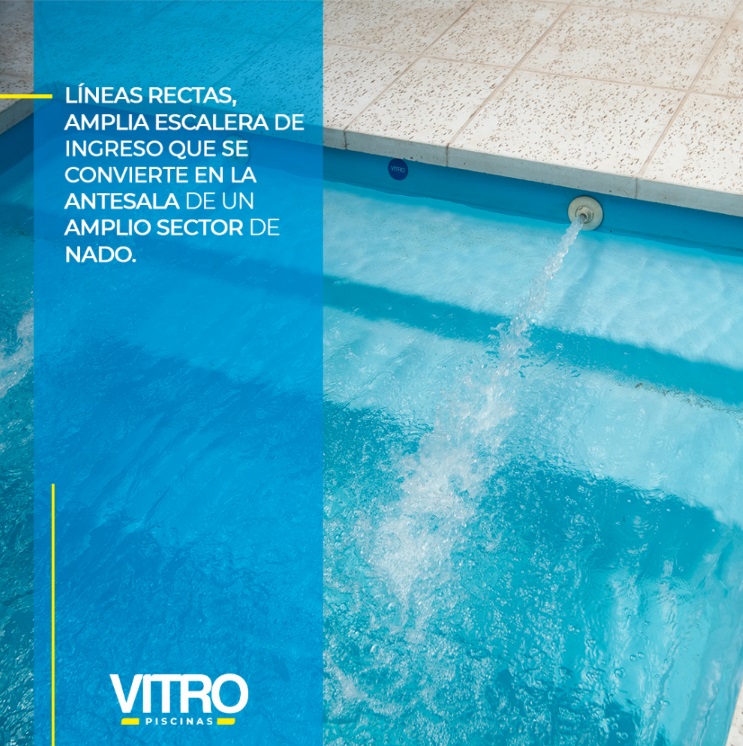 LÍNEAS RECTAS,
AMPLIA ESCALERA DE
INGRESO QUE SE
CONVIERTE EN LA
ANTESALA DE UN
AMPLIO SECTOR DE
NADO.
VITRO
VITRO
PISCINAS